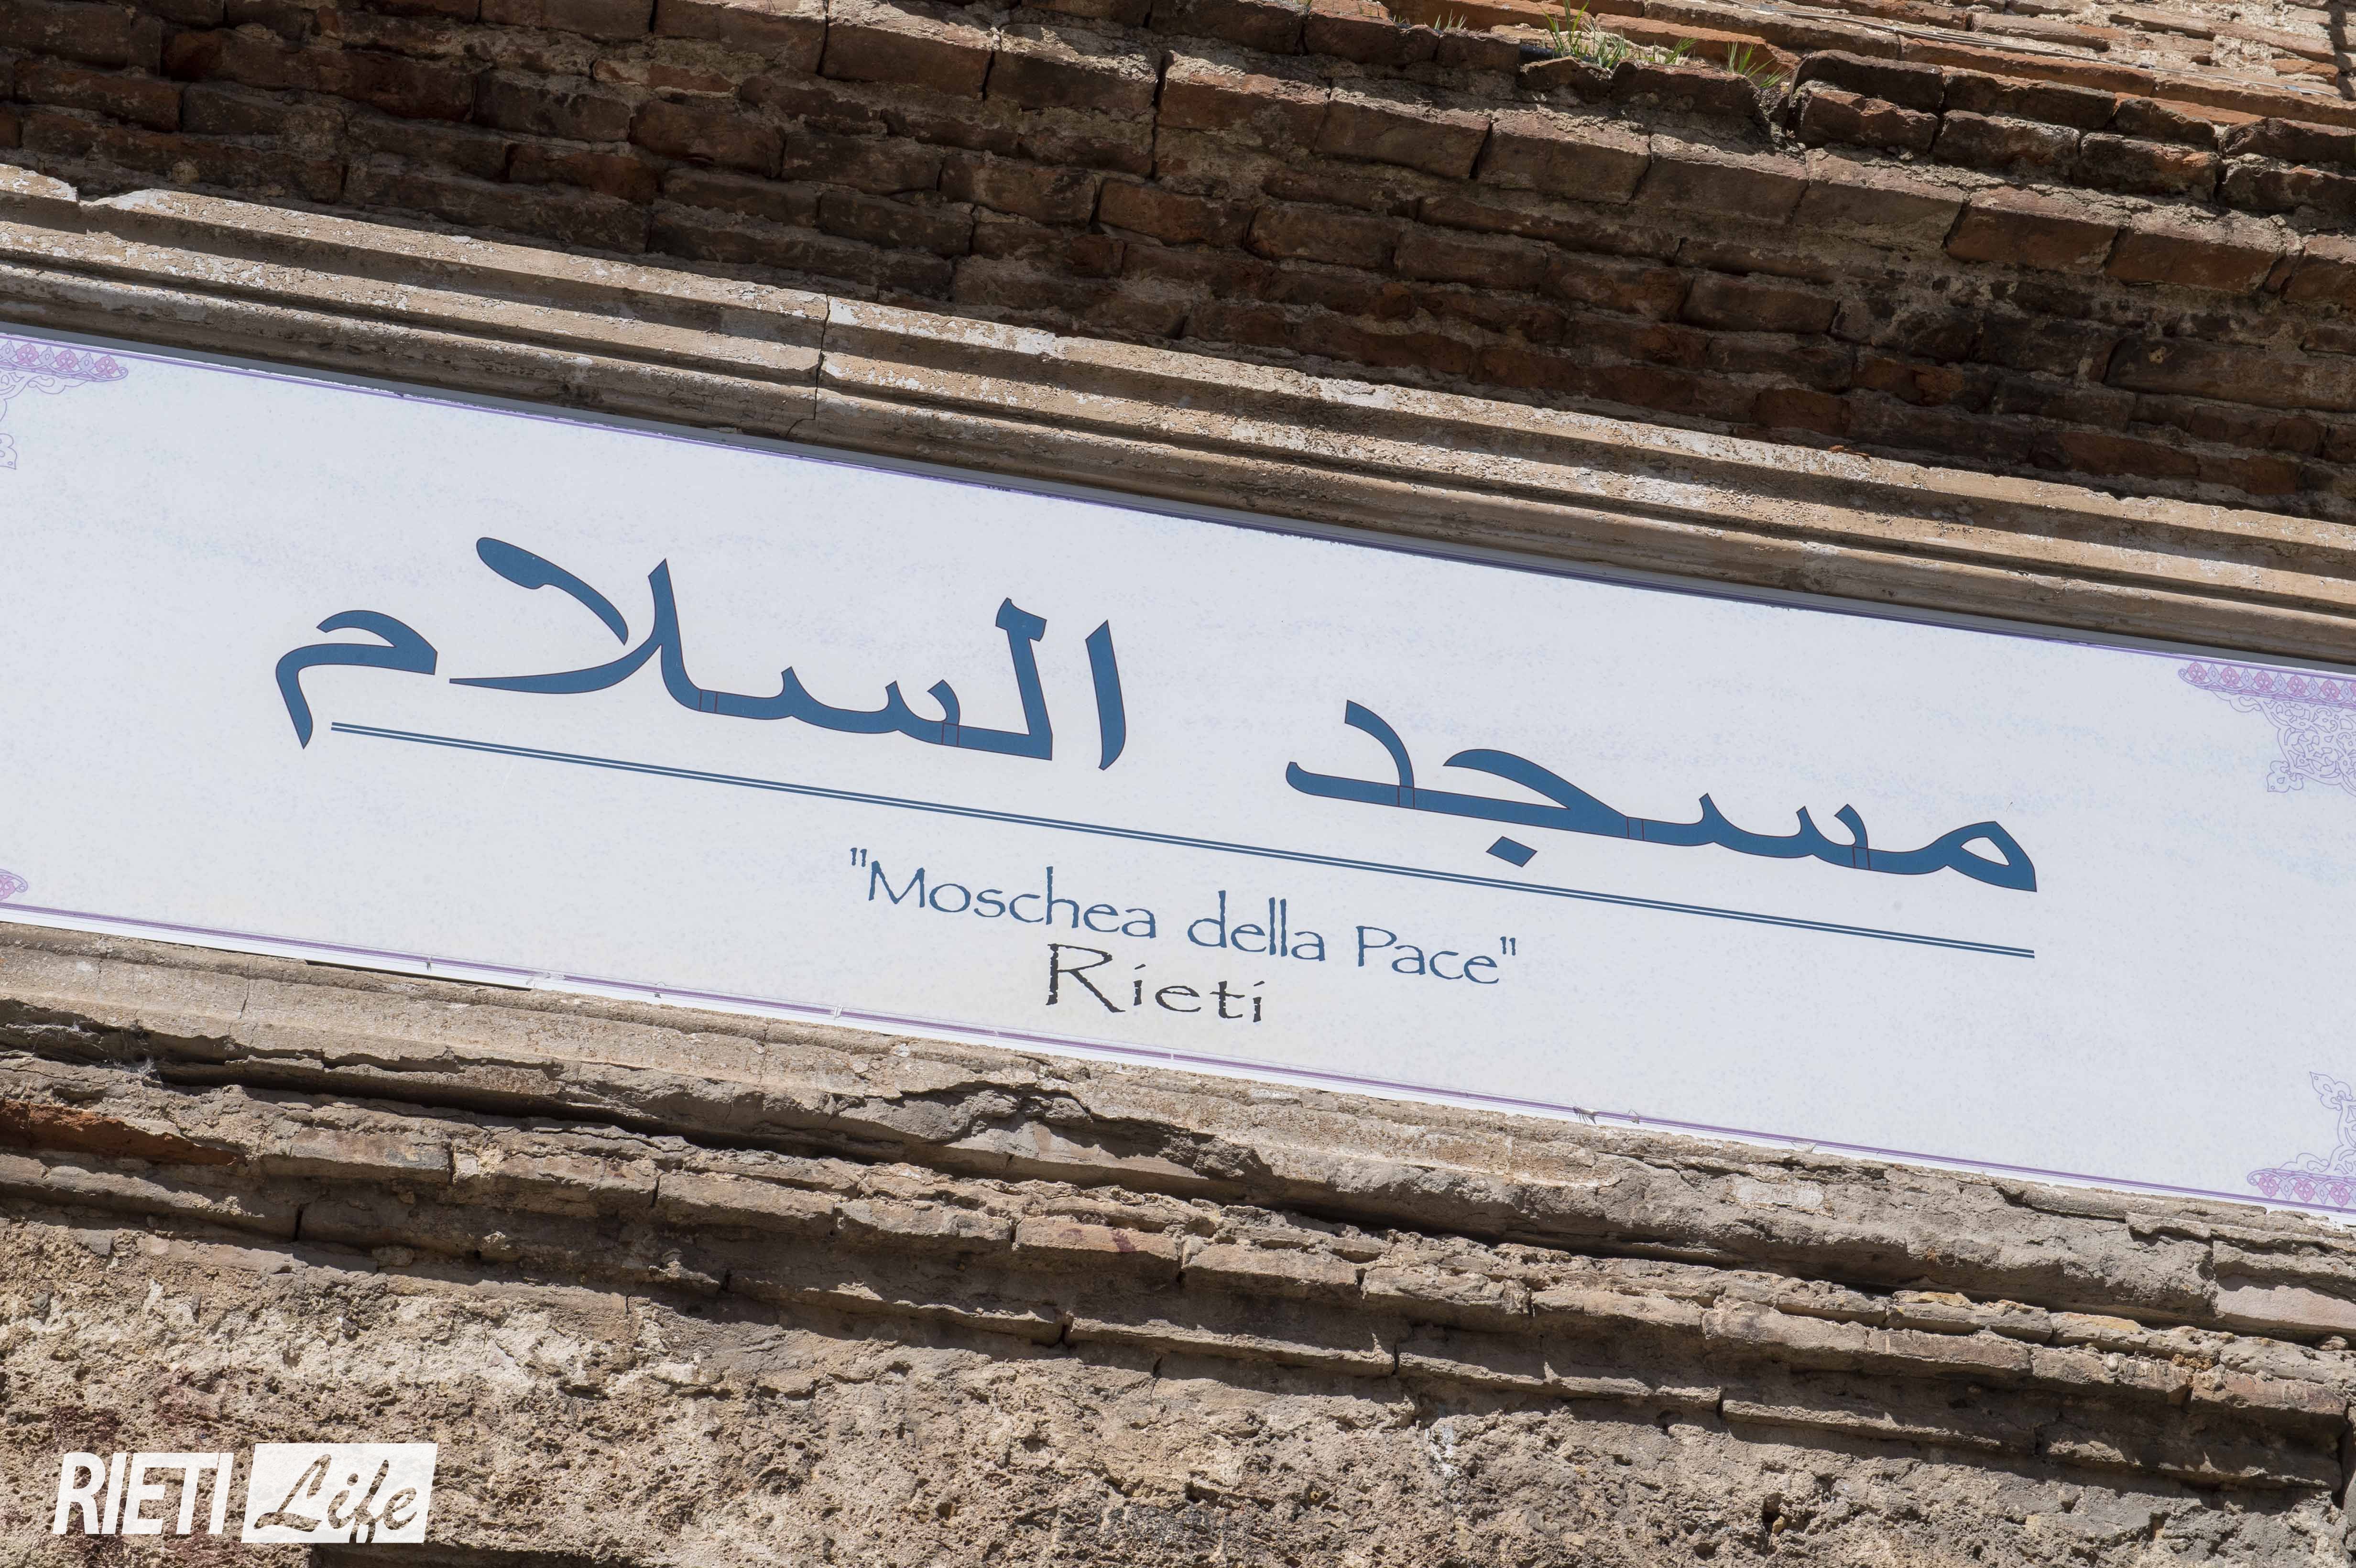 مسجد السلام
"Moschea della Pace"
Rieti
RIETI Life